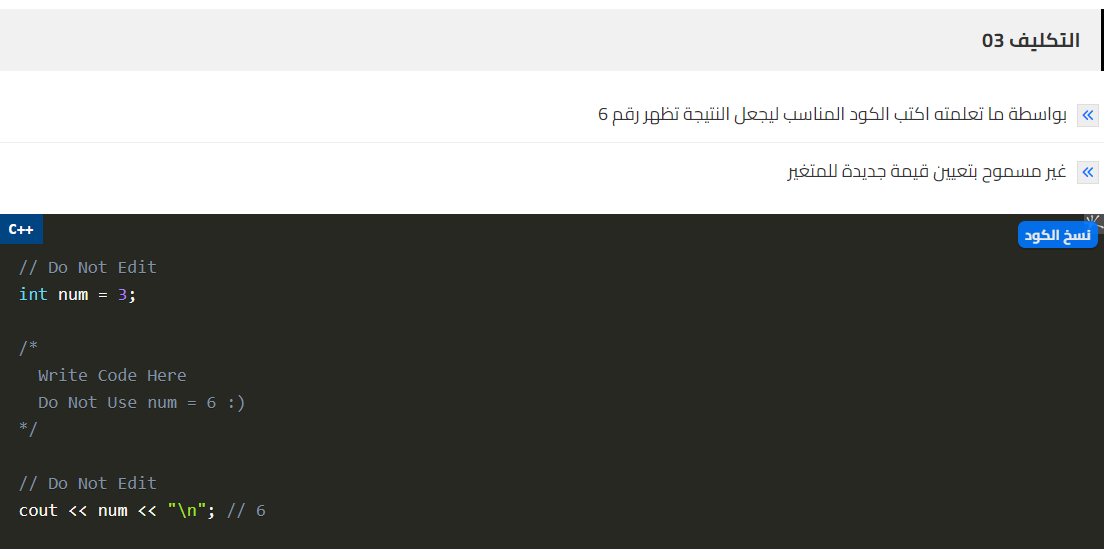 التكليف 03
بواسطة ما تعلمته اكتب الكود المناسب ليجعل النتيجة تظهر رقم 6
غير مسموح بتعيين قيمة جديدة للمتغير
C++
نسخ الكود
// Do Not Edit
int num = 3;
/*
Write Code Here
Do Not Use num = 6 :)
*/
// Do Not Edit
cout << num << "\n"; // 6